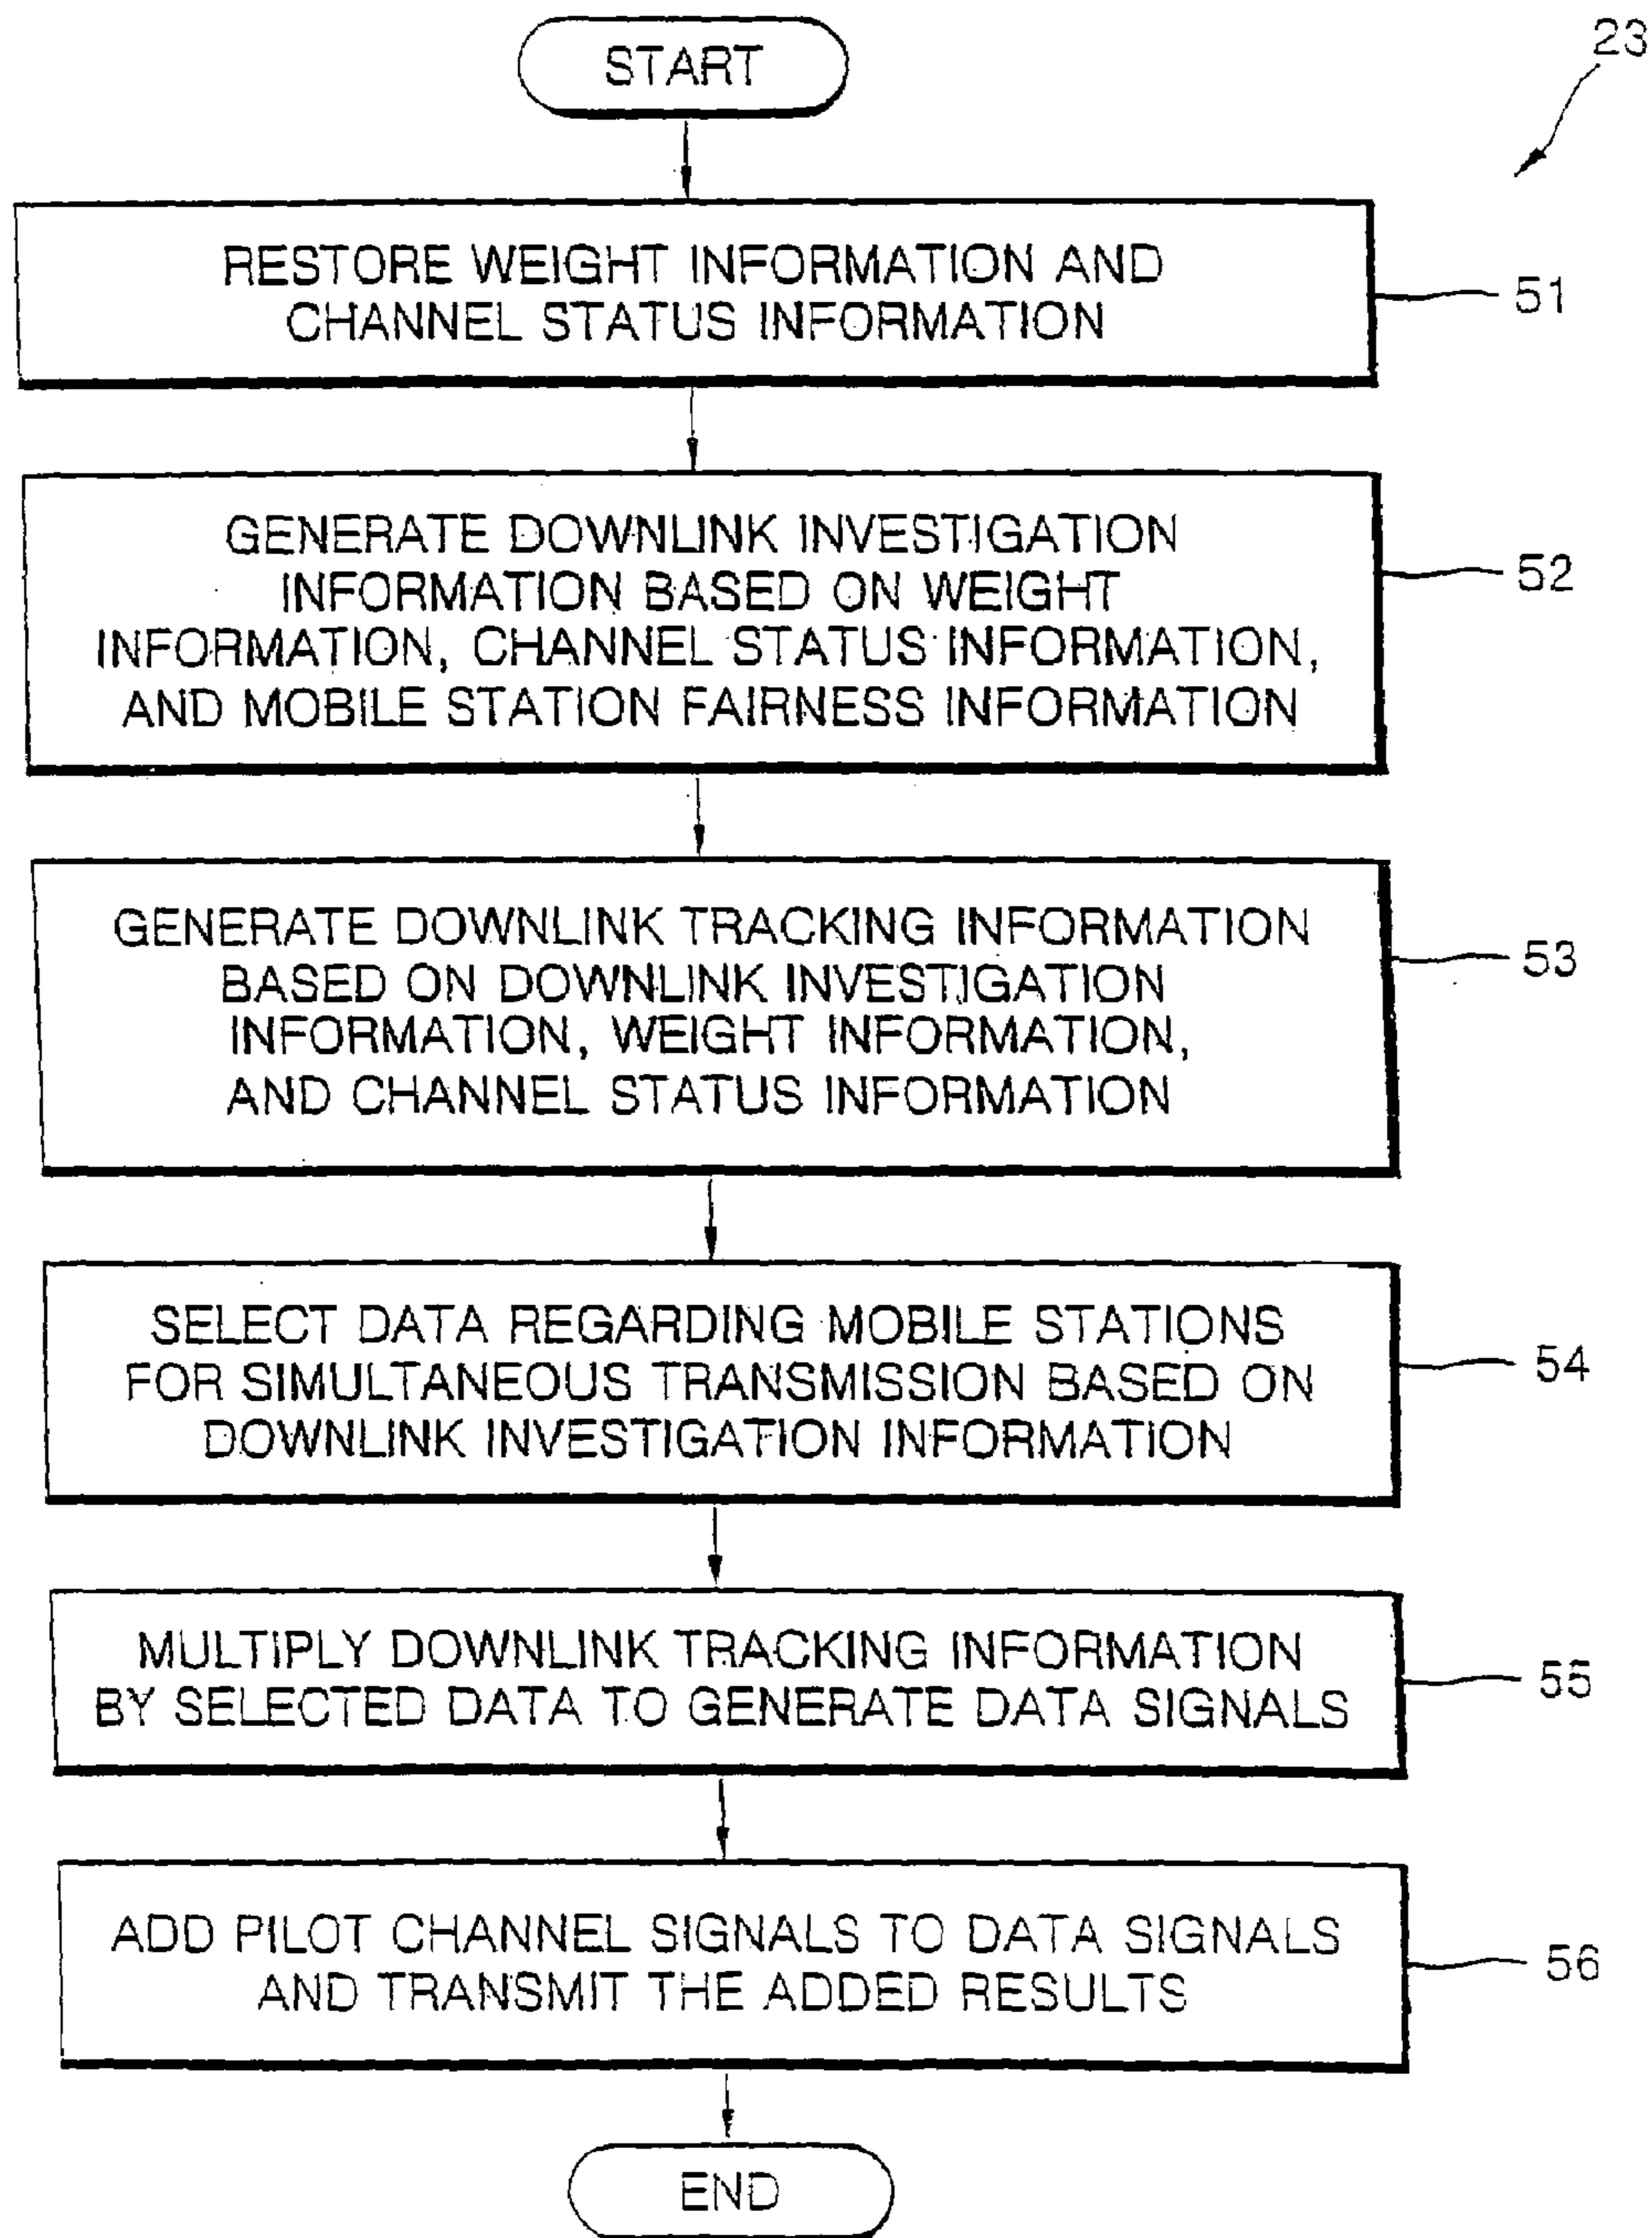 START
23
RESTORE WEIGHT INFORMATION AND
CHANNEL STATUS INFORMATION
51
GENERATE DOWNLINK INVESTIGATION
INFORMATION BASED ON WEIGHT
INFORMATION, CHANNEL STATUS INFORMATION,
AND MOBILE STATION FAIRNESS INFORMATION
52
GENERATE DOWNLINK TRACKING INFORMATION
BASED ON DOWNLINK INVESTIGATION
INFORMATION, WEIGHT INFORMATION,
AND CHANNEL STATUS INFORMATION
53
SELECT DATA REGARDING MOBILE STATIONS
FOR SIMULTANEOUS TRANSMISSION BASED ON
DOWNLINK INVESTIGATION INFORMATION
54
MULTIPLY DOWNLINK TRACKING INFORMATION
BY SELECTED DATA TO GENERATE DATA SIGNALS
55
ADD PILOT CHANNEL SIGNALS TO DATA SIGNALS
AND TRANSMIT THE ADDED RESULTS
56
END